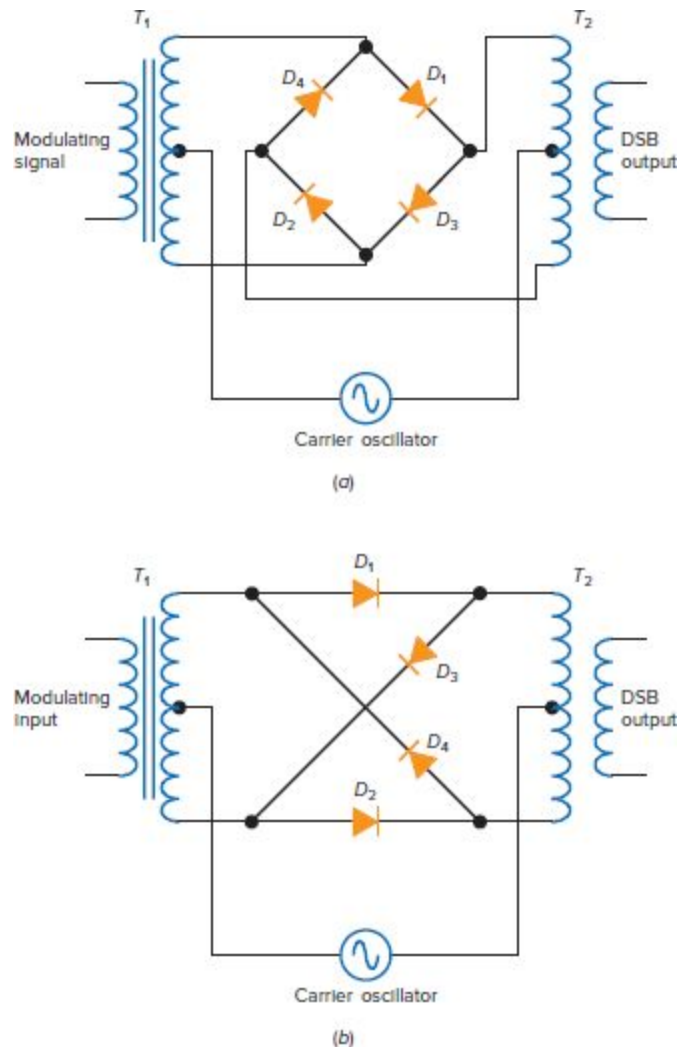 T₁
T₂
D₄
D₁
Modulating
signal
DSB
output
D₂
D₃
Carrier oscillator
(a)
D₁
T₁
T₂
D₃
Modulating
input
DSB
output
D₄
D₂
Carrier oscillator
(b)